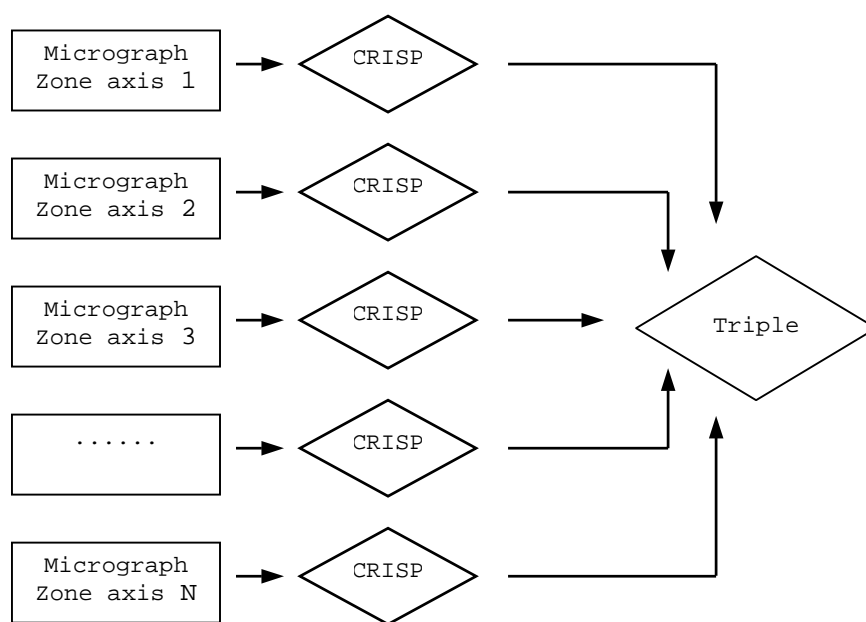 Micrograph
Zone axis 1
CRISP
Micrograph
Zone axis 2
CRISP
Micrograph
Zone axis 3
CRISP
Triple
......
CRISP
Micrograph
Zone axis N
CRISP